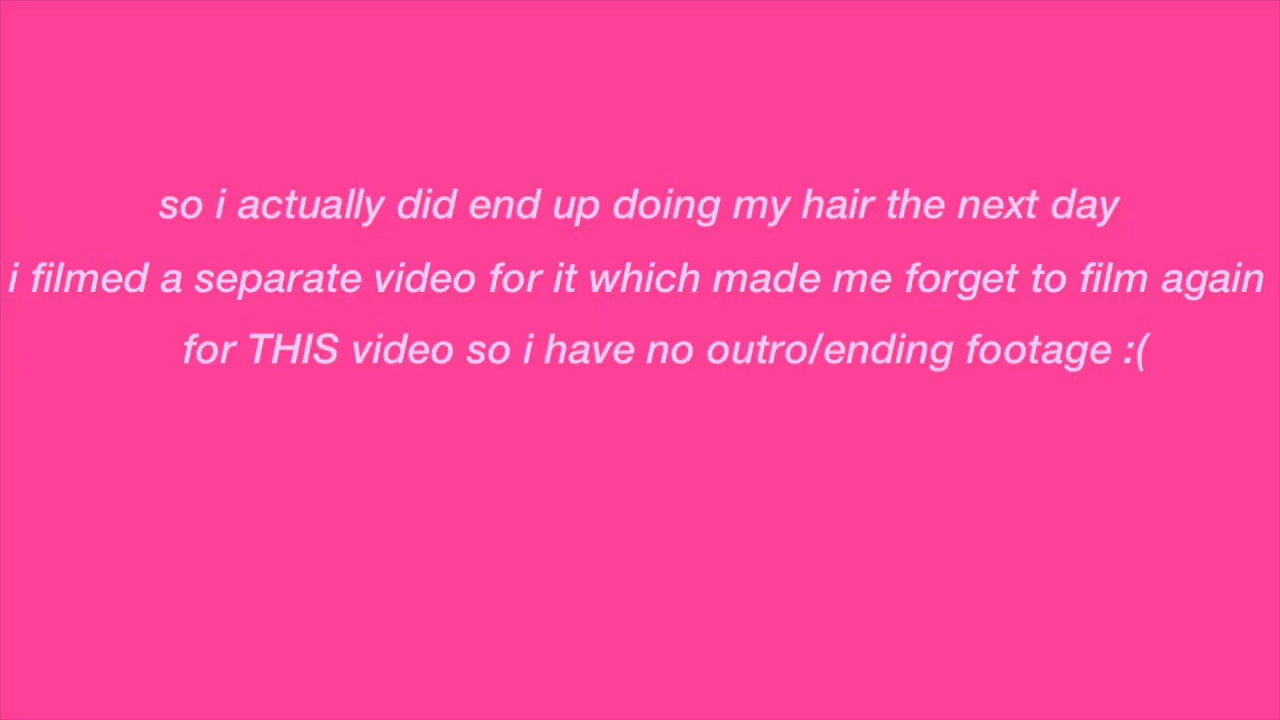 so i actually did end up doing my hair the next day
i filmed a separate video for it which made me forget to film again
for THIS video so i have no outro/ending footage :(